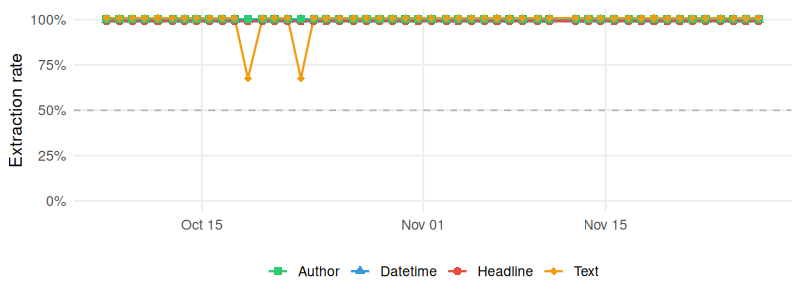 Extraction rate
100%
75%
50%
25%
0%
Oct 15 Nov 01 Nov 15
Author Datetime Headline Text